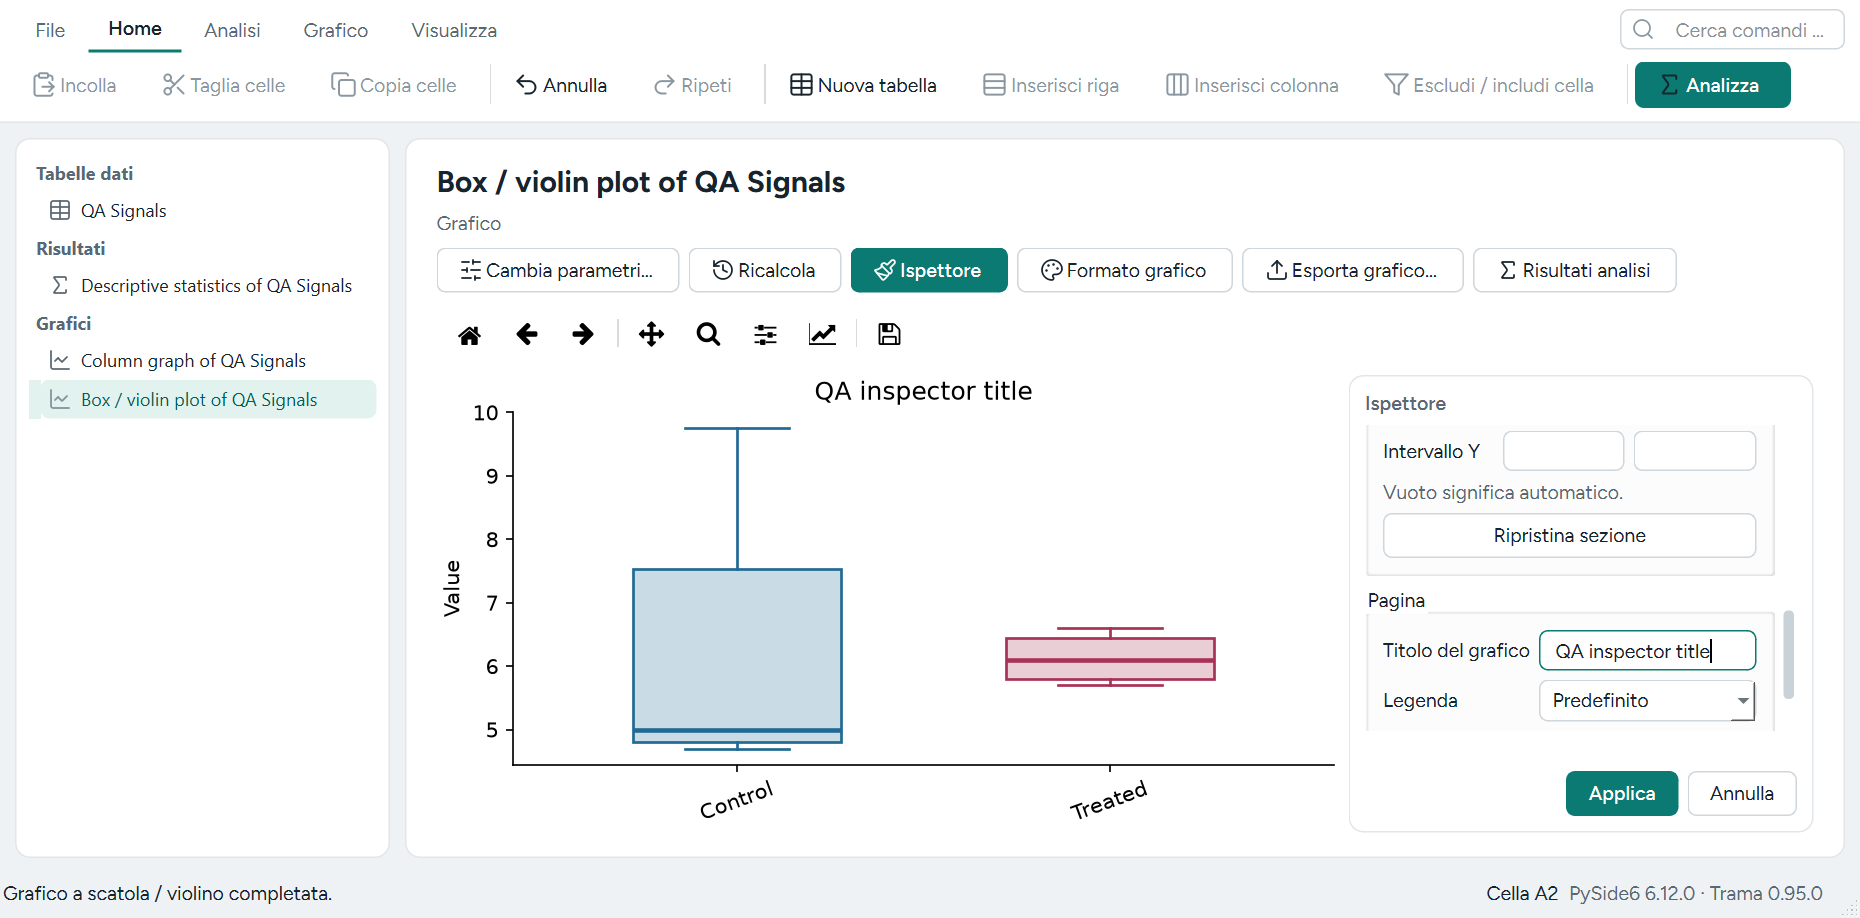 File Home Analisi Grafico Visualizza Cerca comandi ...
Incolla Taglia celle Copia celle Annulla Ripeti Nuova tabella Inserisci riga Inserisci colonna Escludi / includi cella Analizza
Tabelle dati
QA Signals
Risultati
Descriptive statistics of QA Signals
Grafici
Column graph of QA Signals
Box / violin plot of QA Signals
Box / violin plot of QA Signals
Grafico
Cambia parametri... Ricalcola Ispettore Formato grafico Esporta grafico... Risultati analisi
QA inspector title
10
9
8
7
6
5
Value
Control Treated
Ispettore
Intervallo Y
Vuoto significa automatico.
Ripristina sezione
Pagina
Titolo del grafico QA inspector title
Legenda Predefinito
Applica Annulla
Grafico a scatola / violino completata. Cella A2 PySide6 6.12.0 · Trama 0.95.0